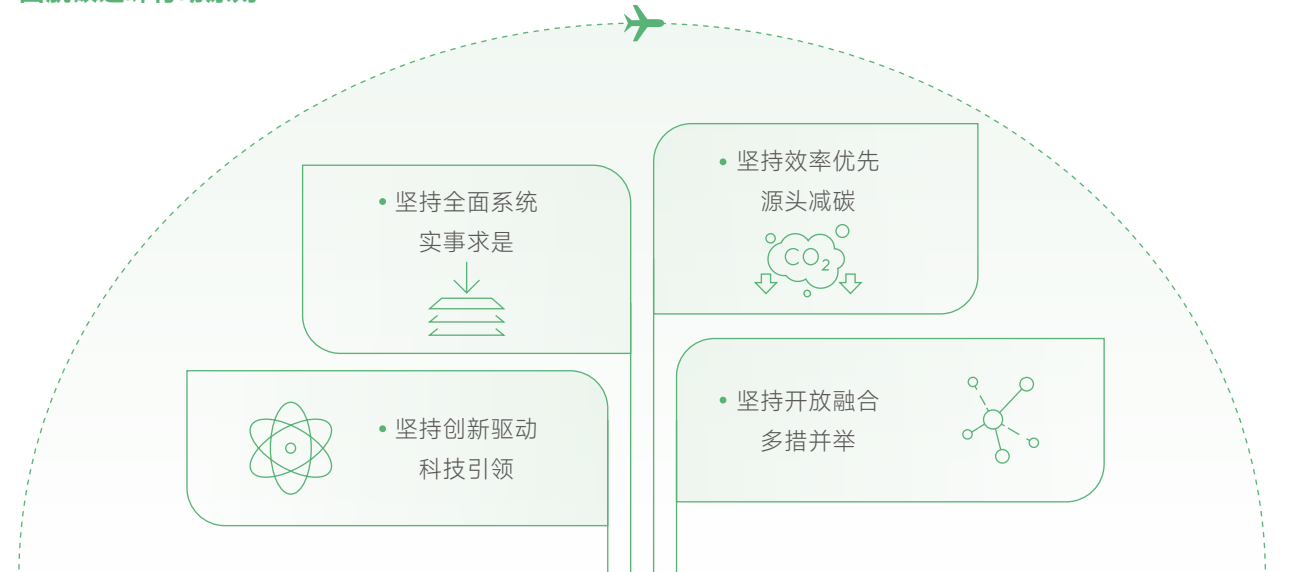 • 坚持全面系统
实事求是
• 坚持效率优先
源头减碳
CO₂
• 坚持创新驱动
科技引领
• 坚持开放融合
多措并举